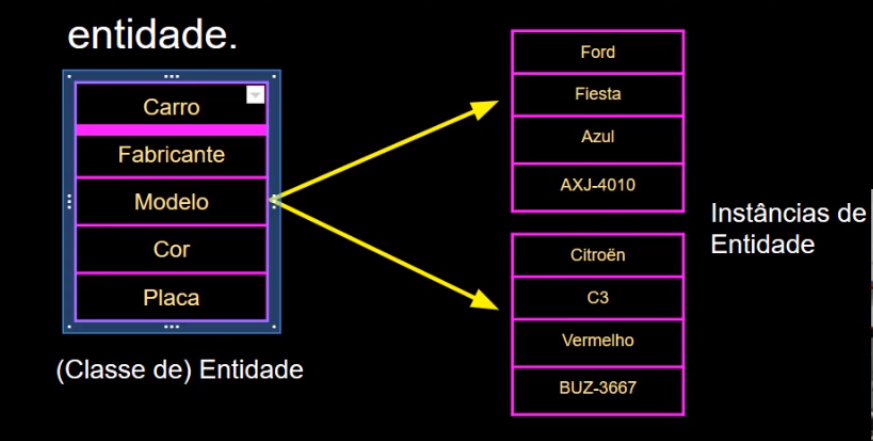 entidade.
Carro
Fabricante
Modelo
Cor
Placa
(Classe de) Entidade
Ford
Fiesta
Azul
AXJ-4010
Citroën
C3
Vermelho
BUZ-3667
Instâncias de
Entidade